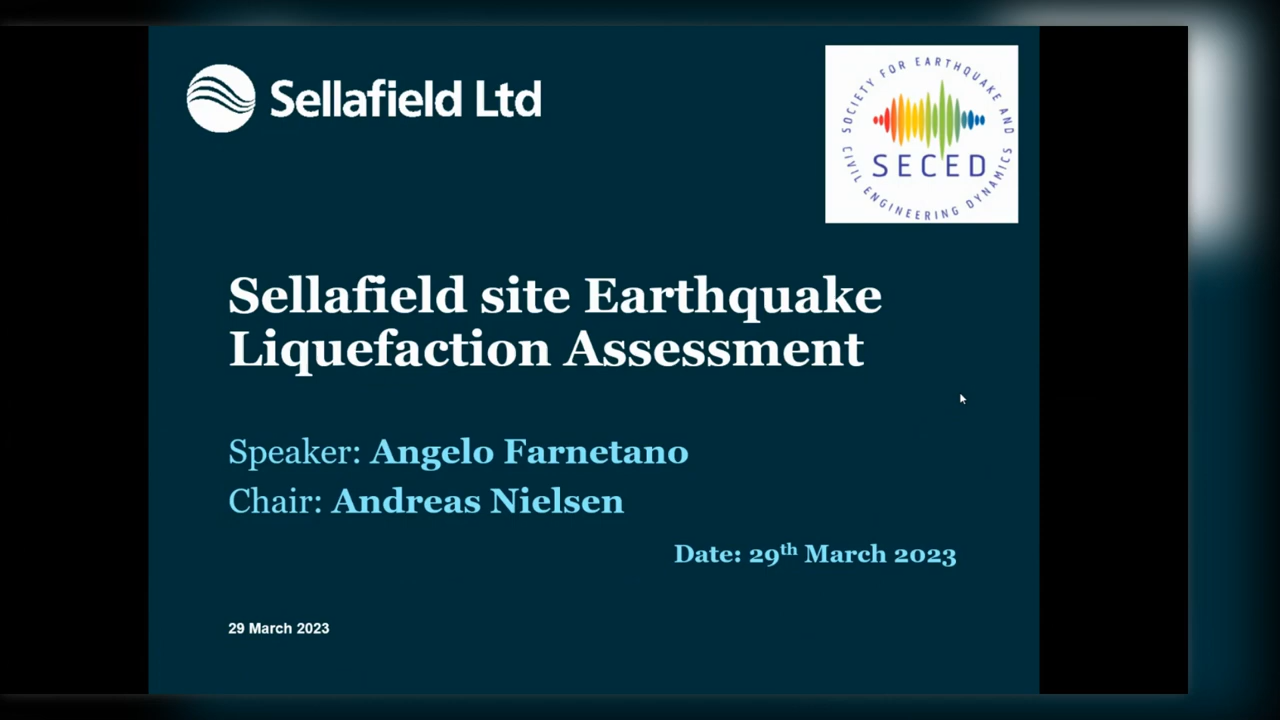 Sellafield Ltd
SOCIETY FOR EARTHQUAKE AND
CIVIL ENGINEERING DYNAMICS
SECED
Sellafield site Earthquake
Liquefaction Assessment
Speaker: Angelo Farnetano
Chair: Andreas Nielsen
Date: 29th March 2023
29 March 2023